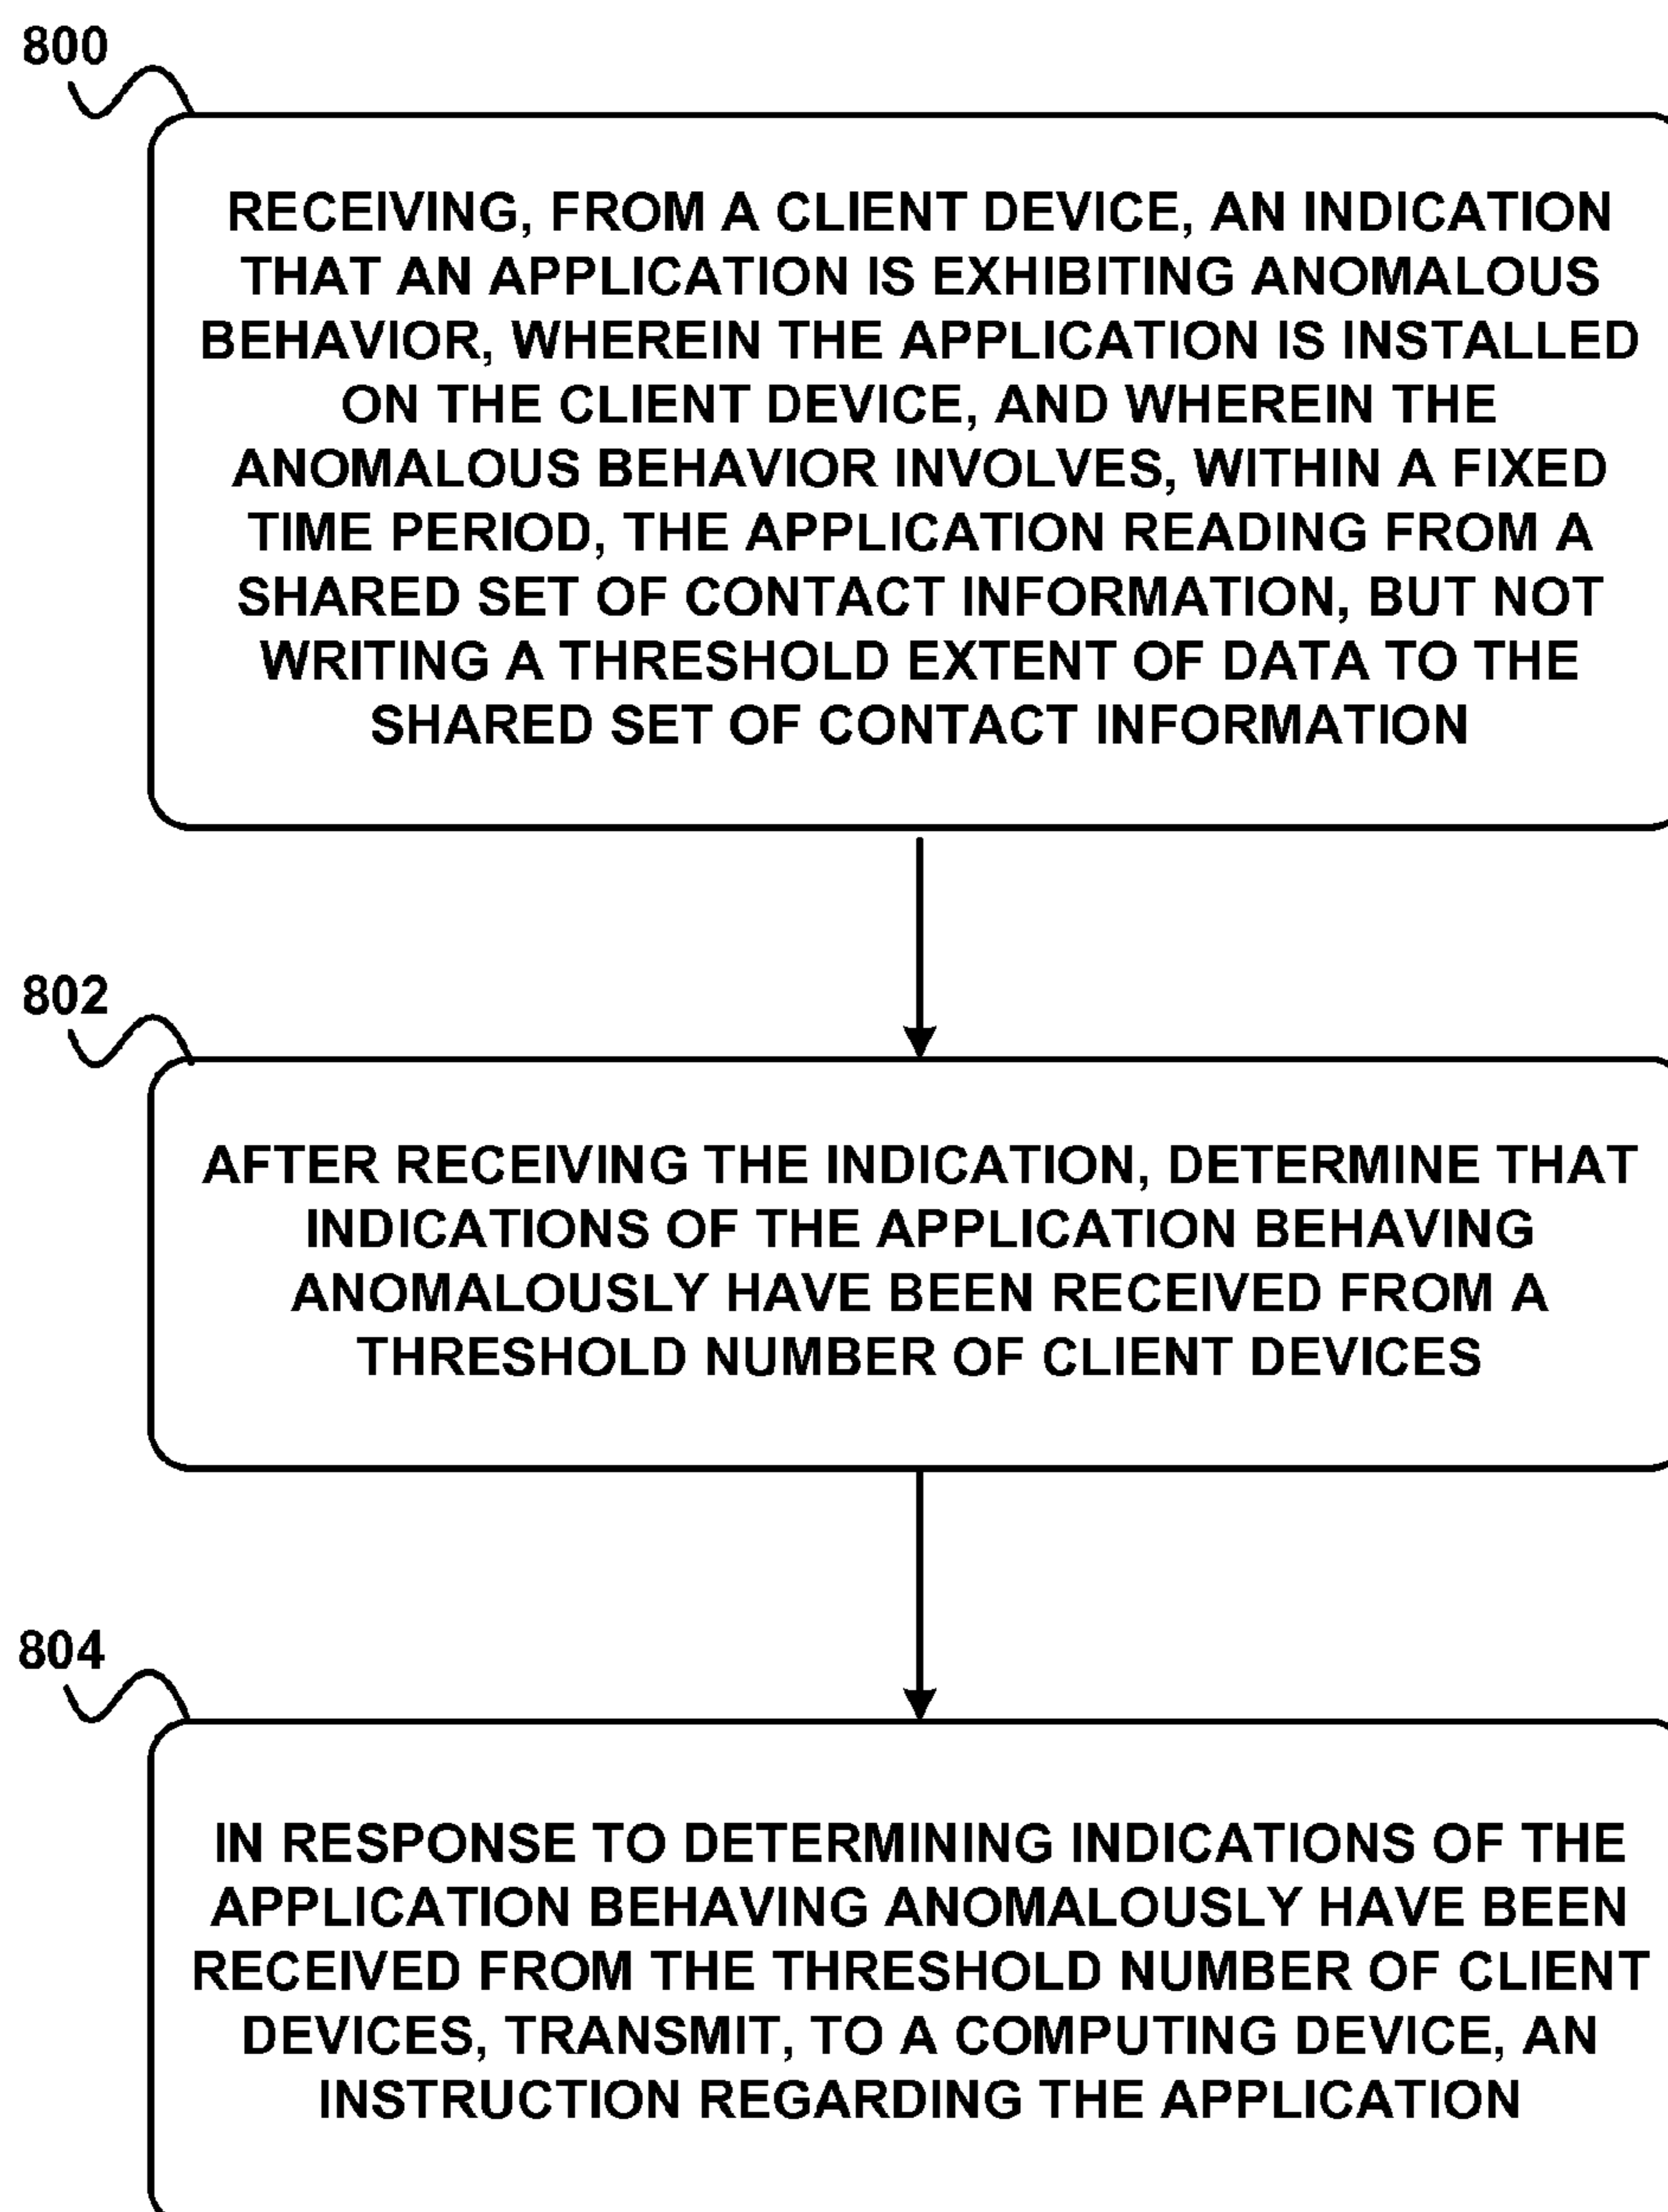 800
RECEIVING, FROM A CLIENT DEVICE, AN INDICATION
THAT AN APPLICATION IS EXHIBITING ANOMALOUS
BEHAVIOR, WHEREIN THE APPLICATION IS INSTALLED
ON THE CLIENT DEVICE, AND WHEREIN THE
ANOMALOUS BEHAVIOR INVOLVES, WITHIN A FIXED
TIME PERIOD, THE APPLICATION READING FROM A
SHARED SET OF CONTACT INFORMATION, BUT NOT
WRITING A THRESHOLD EXTENT OF DATA TO THE
SHARED SET OF CONTACT INFORMATION
802
AFTER RECEIVING THE INDICATION, DETERMINE THAT
INDICATIONS OF THE APPLICATION BEHAVING
ANOMALOUSLY HAVE BEEN RECEIVED FROM A
THRESHOLD NUMBER OF CLIENT DEVICES
804
IN RESPONSE TO DETERMINING INDICATIONS OF THE
APPLICATION BEHAVING ANOMALOUSLY HAVE BEEN
RECEIVED FROM THE THRESHOLD NUMBER OF CLIENT
DEVICES, TRANSMIT, TO A COMPUTING DEVICE, AN
INSTRUCTION REGARDING THE APPLICATION